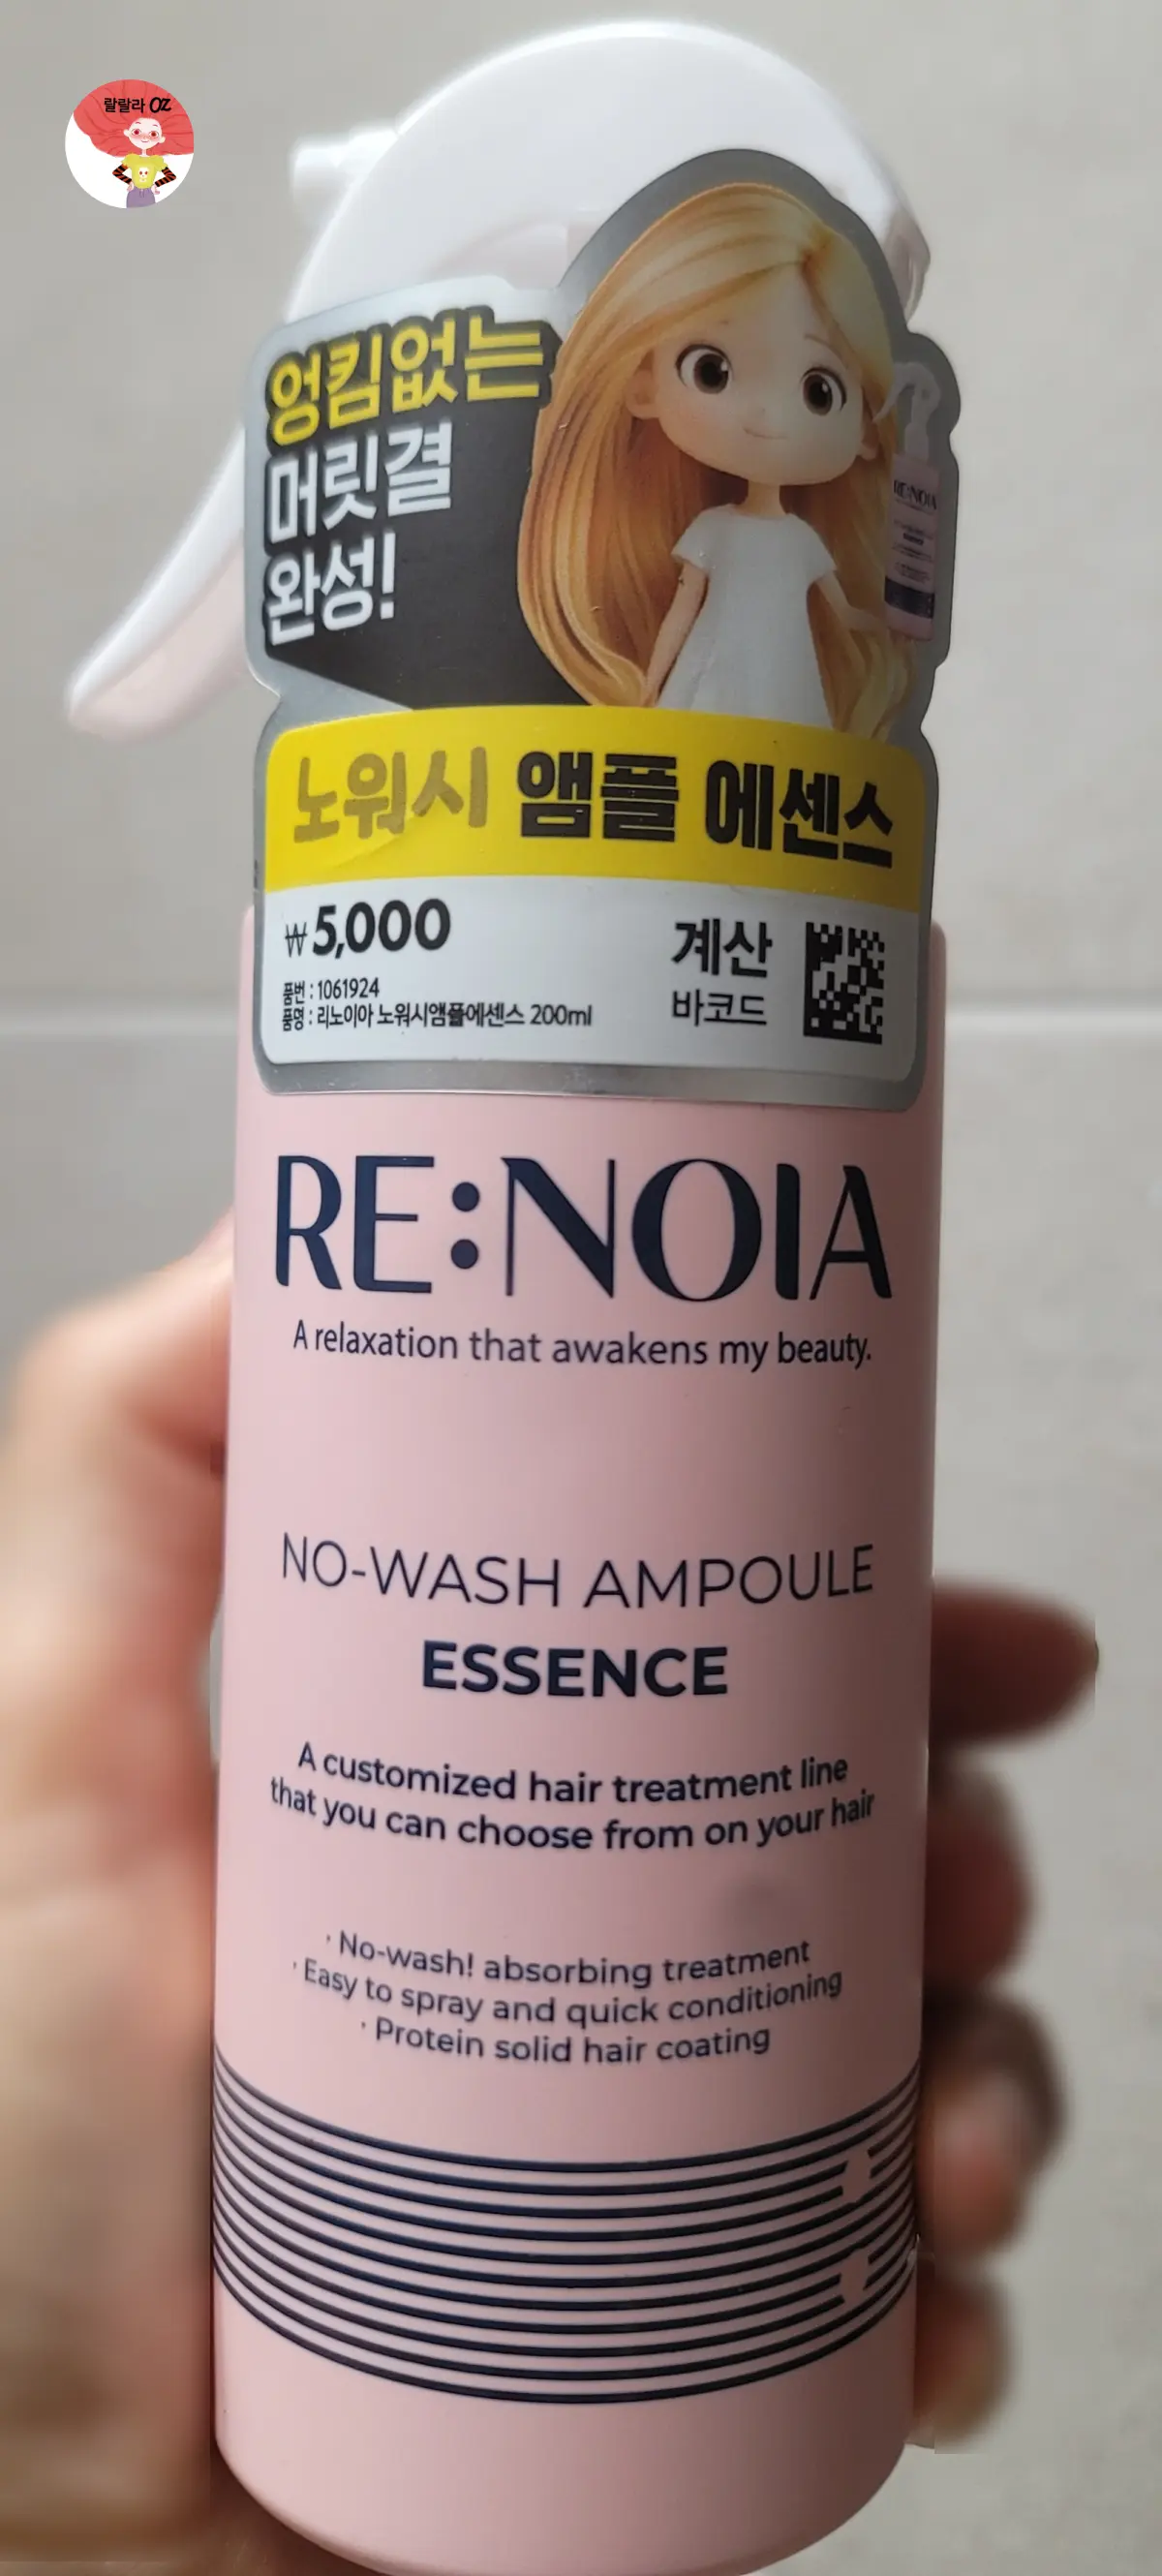 랄랄라 OZ
엉킴없는
머릿결
완성!
RE:NOIA
노워시 앰플 에센스
₩5,000
계산
바코드
품번 : 1061924
품명 : 리노이아 노워시앰플에센스 200ml
RE:NOIA
A relaxation that awakens my beauty.
NO-WASH AMPOULE
ESSENCE
A customized hair treatment line
that you can choose from on your hair
· No-wash! absorbing treatment
· Easy to spray and quick conditioning
· Protein solid hair coating